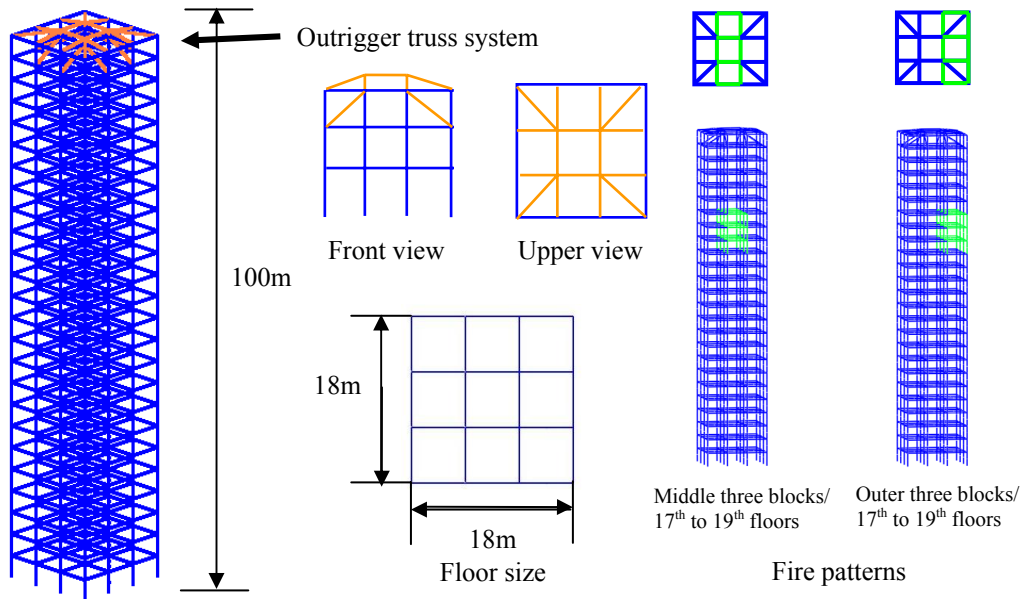 Outrigger truss system
100m
Front view
Upper view
18m
18m
Floor size
Middle three blocks/
17th to 19th floors
Outer three blocks/
17th to 19th floors
Fire patterns